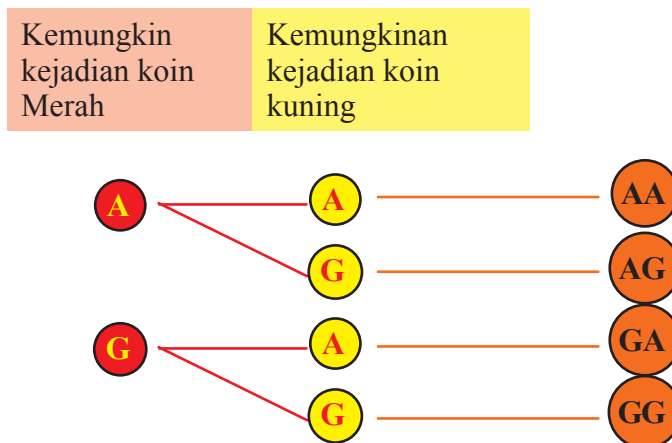 Kemungkin
kejadian koin
Merah
Kemungkinan
kejadian koin
kuning
A
A
AA
G
AG
G
A
GA
G
GG